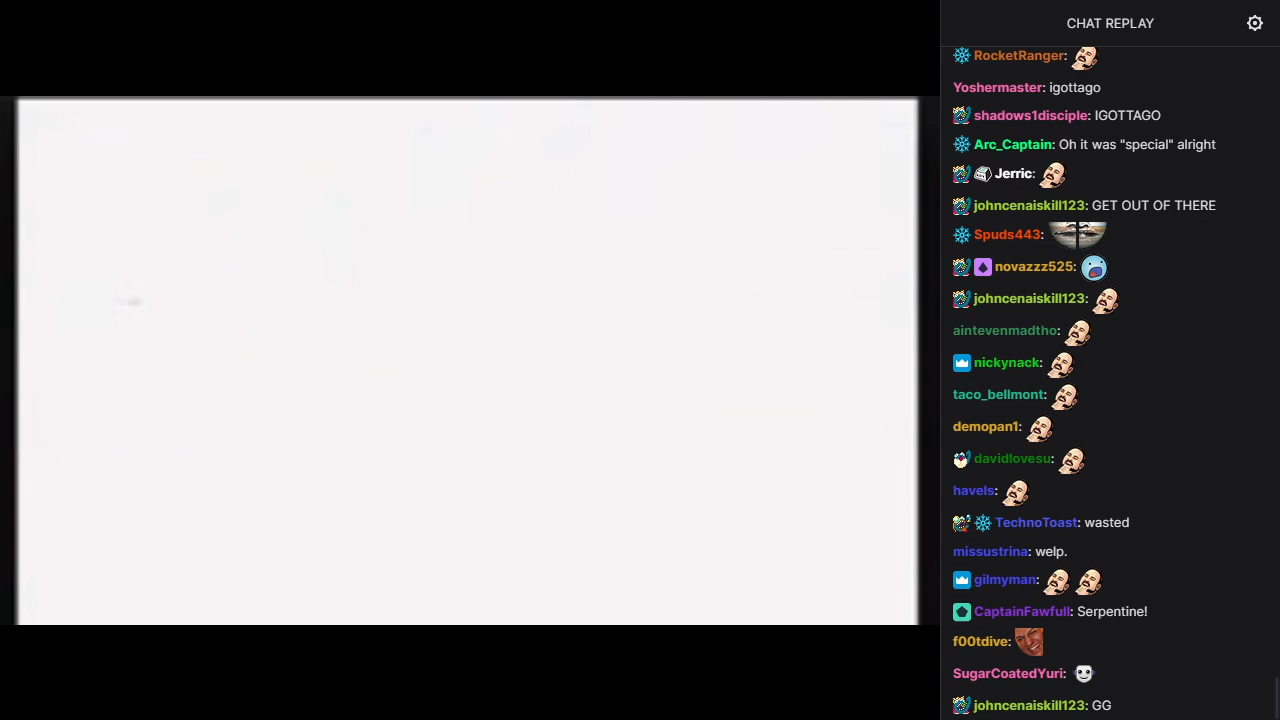 CHAT REPLAY
RocketRanger:
Yoshermaster: igottago
shadows1disciple: IGOTTAGO
Arc_Captain: Oh it was "special" alright
Jerric:
johncenaiskill123: GET OUT OF THERE
Spuds443:
novazzz525:
johncenaiskill123:
aintevenmadtho:
nickynack:
taco_bellmont:
demopan1:
davidlovesu:
havels:
TechnoToast: wasted
missustrina: welp.
gilmyman:
CaptainFawfull: Serpentine!
f00tdive:
SugarCoatedYuri:
johncenaiskill123: GG